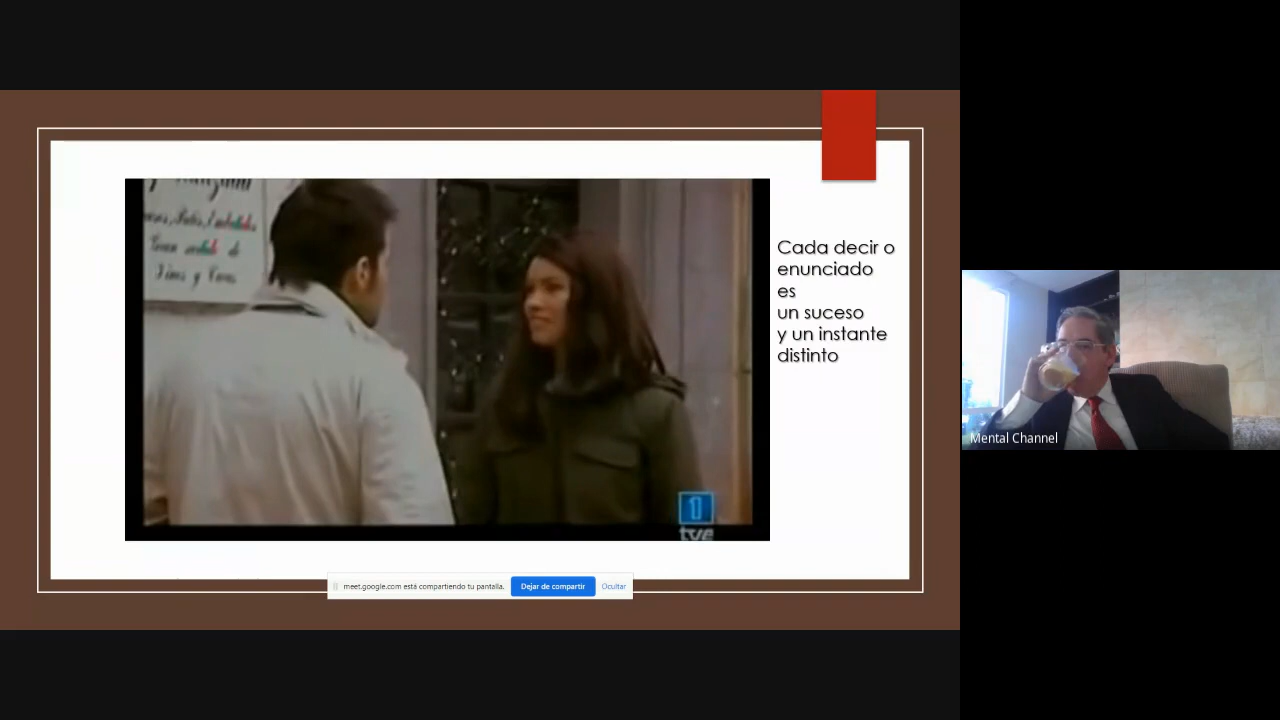 Cada decir o
enunciado
es
un suceso
y un instante
distinto
1
tve
meet.google.com está compartiendo tu pantalla.
Dejar de compartir
Ocultar
Mental Channel